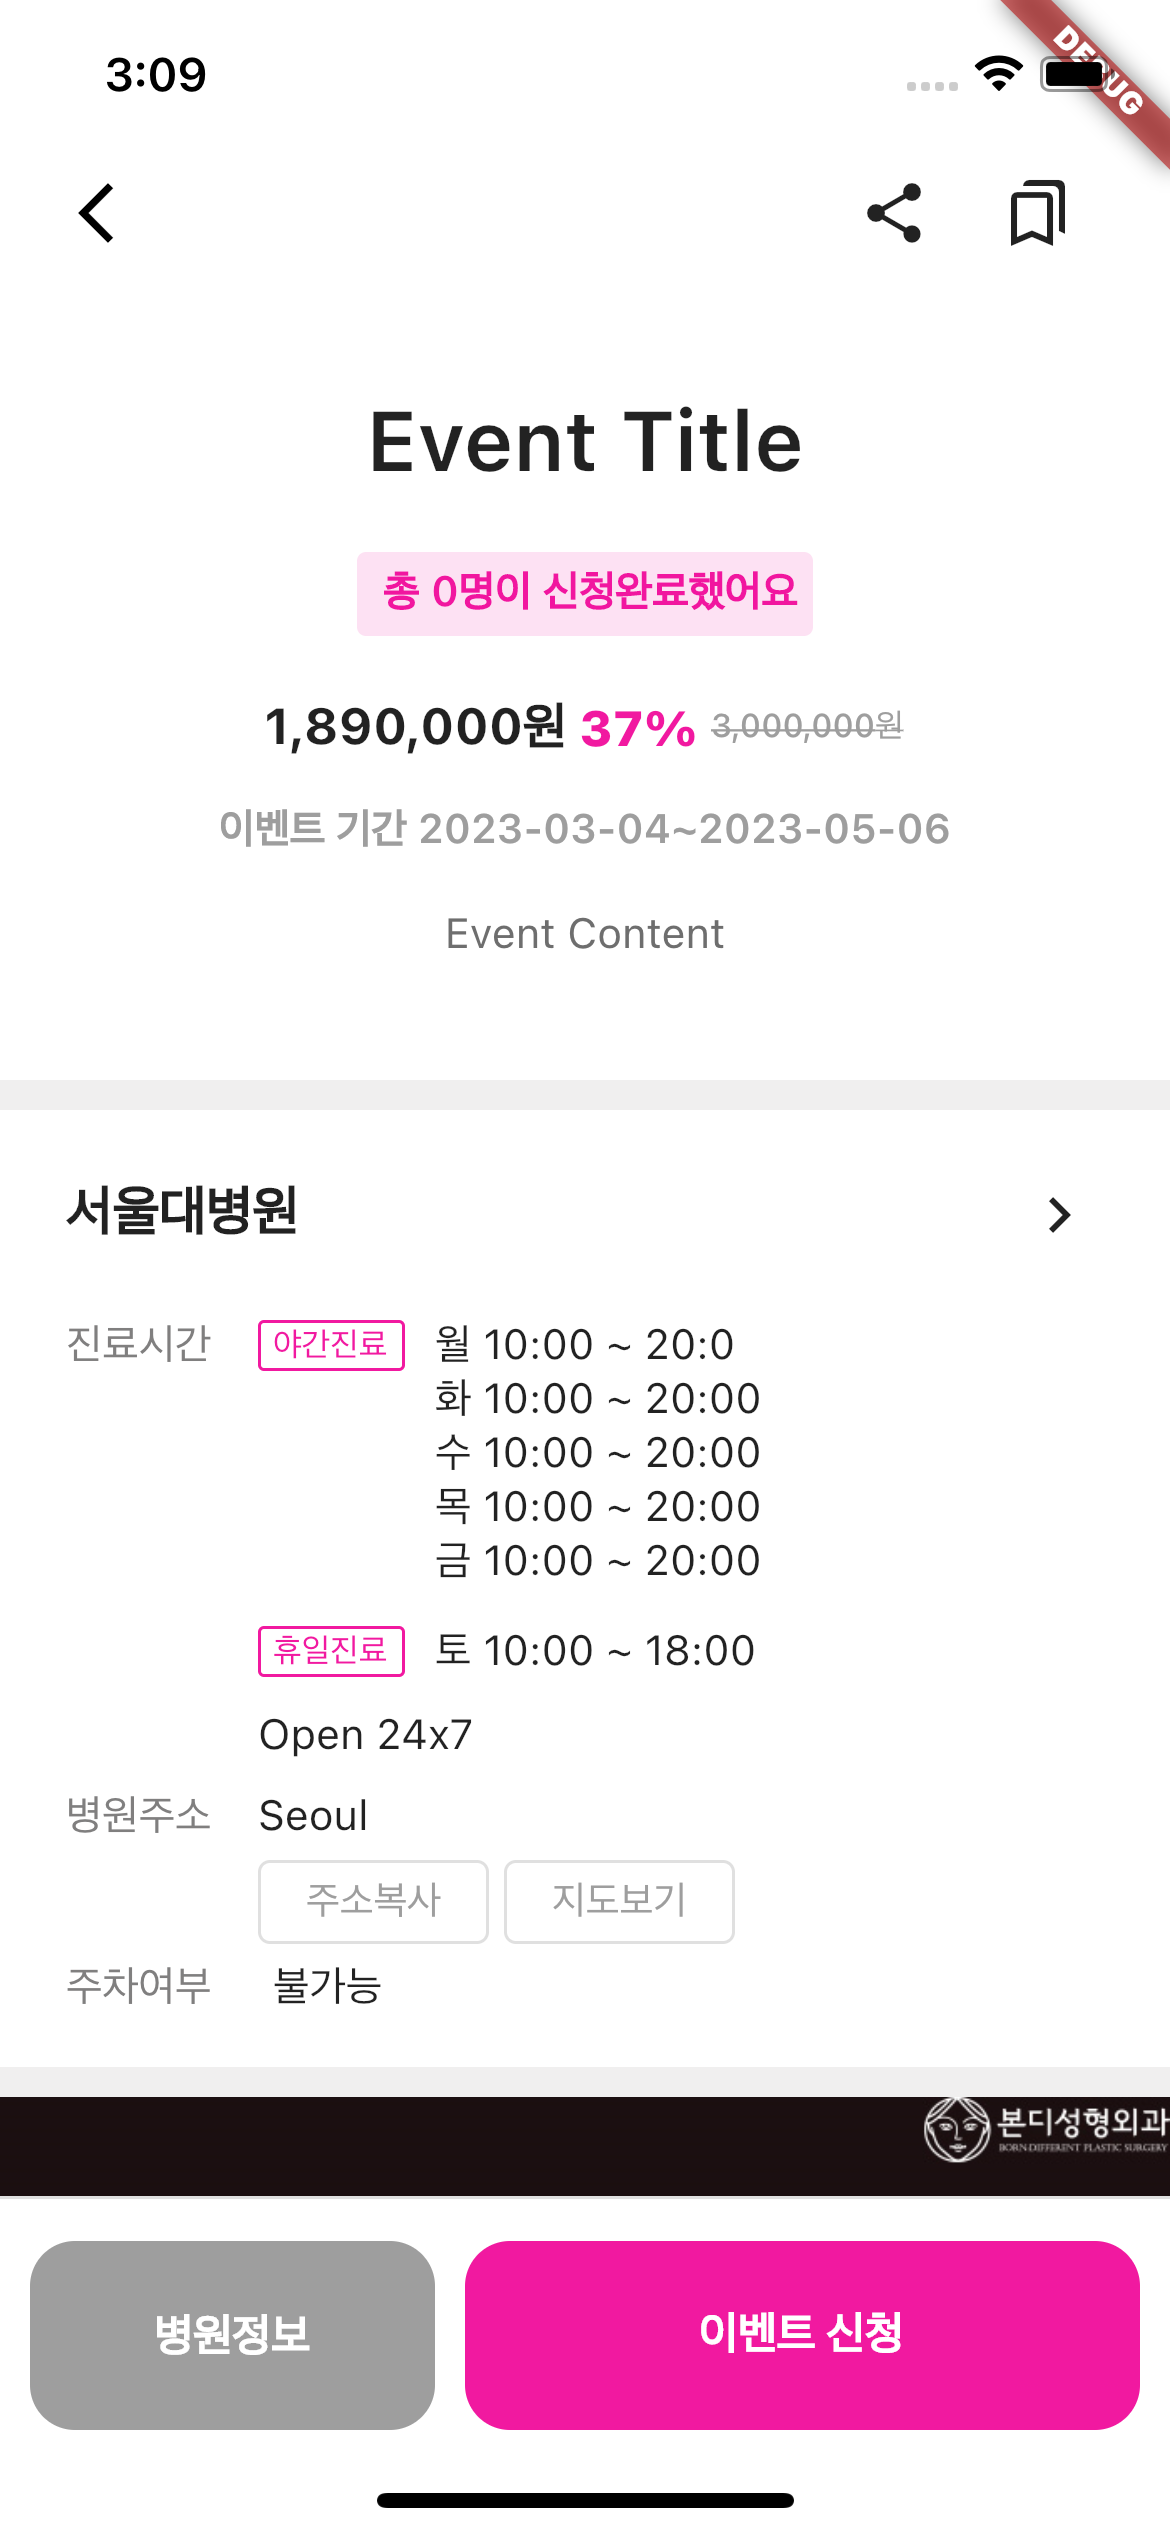 3:09
DEBUG
Event Title
총 0명이 신청완료했어요
1,890,000원 37% 3,000,000원
이벤트 기간 2023-03-04~2023-05-06
Event Content
서울대병원
진료시간 야간진료 월 10:00 ~ 20:0
화 10:00 ~ 20:00
수 10:00 ~ 20:00
목 10:00 ~ 20:00
금 10:00 ~ 20:00
휴일진료 토 10:00 ~ 18:00
Open 24x7
병원주소 Seoul
주소복사 지도보기
주차여부 불가능
본디성형외과
BORN-DIFFERENT PLASTIC SURGERY
병원정보 이벤트 신청